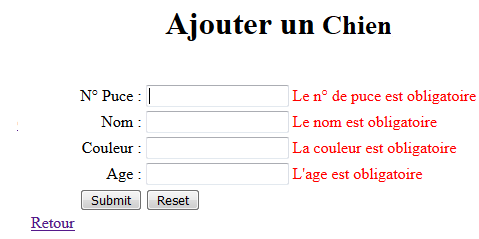 Ajouter un Chien
N° Puce : Le n° de puce est obligatoire
Nom : Le nom est obligatoire
Couleur : La couleur est obligatoire
Age : L'age est obligatoire
Submit Reset
Retour